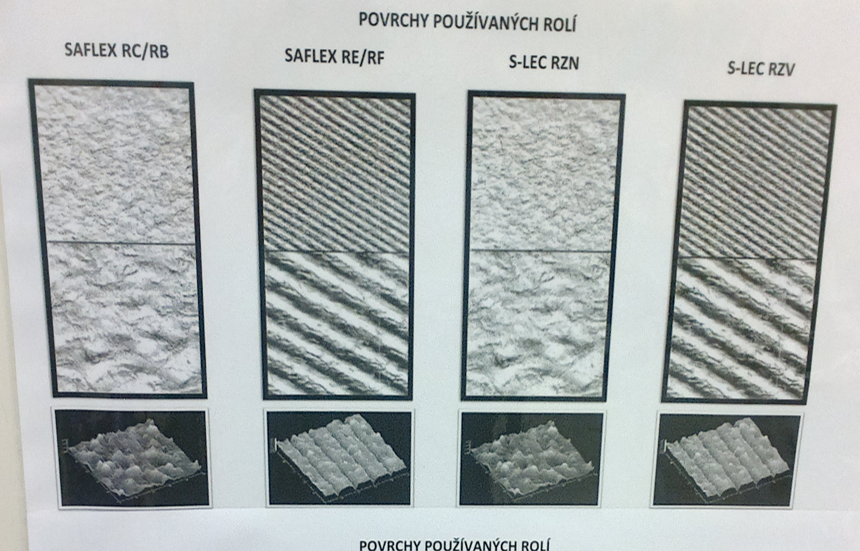 POVRCHY POUŽÍVANÝCH ROLÍ
SAFLEX RC/RB
SAFLEX RE/RF
S-LEC RZN
S-LEC RZV
POVRCHY POUŽÍVANÝCH ROLÍ